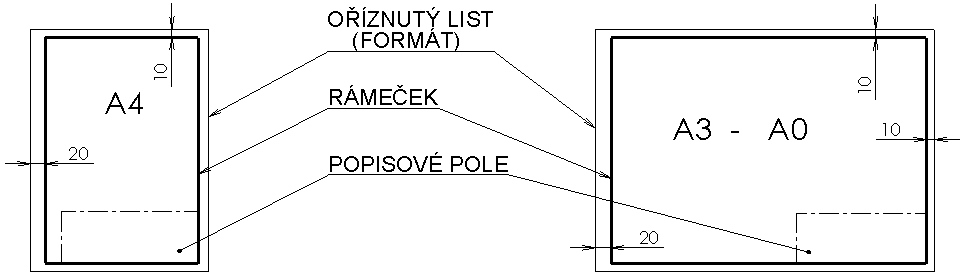 OŘÍZNUTÝ LIST
(FORMÁT)
10
A4
RÁMEČEK
20
POPISOVÉ POLE
10
A3 - A0
10
20